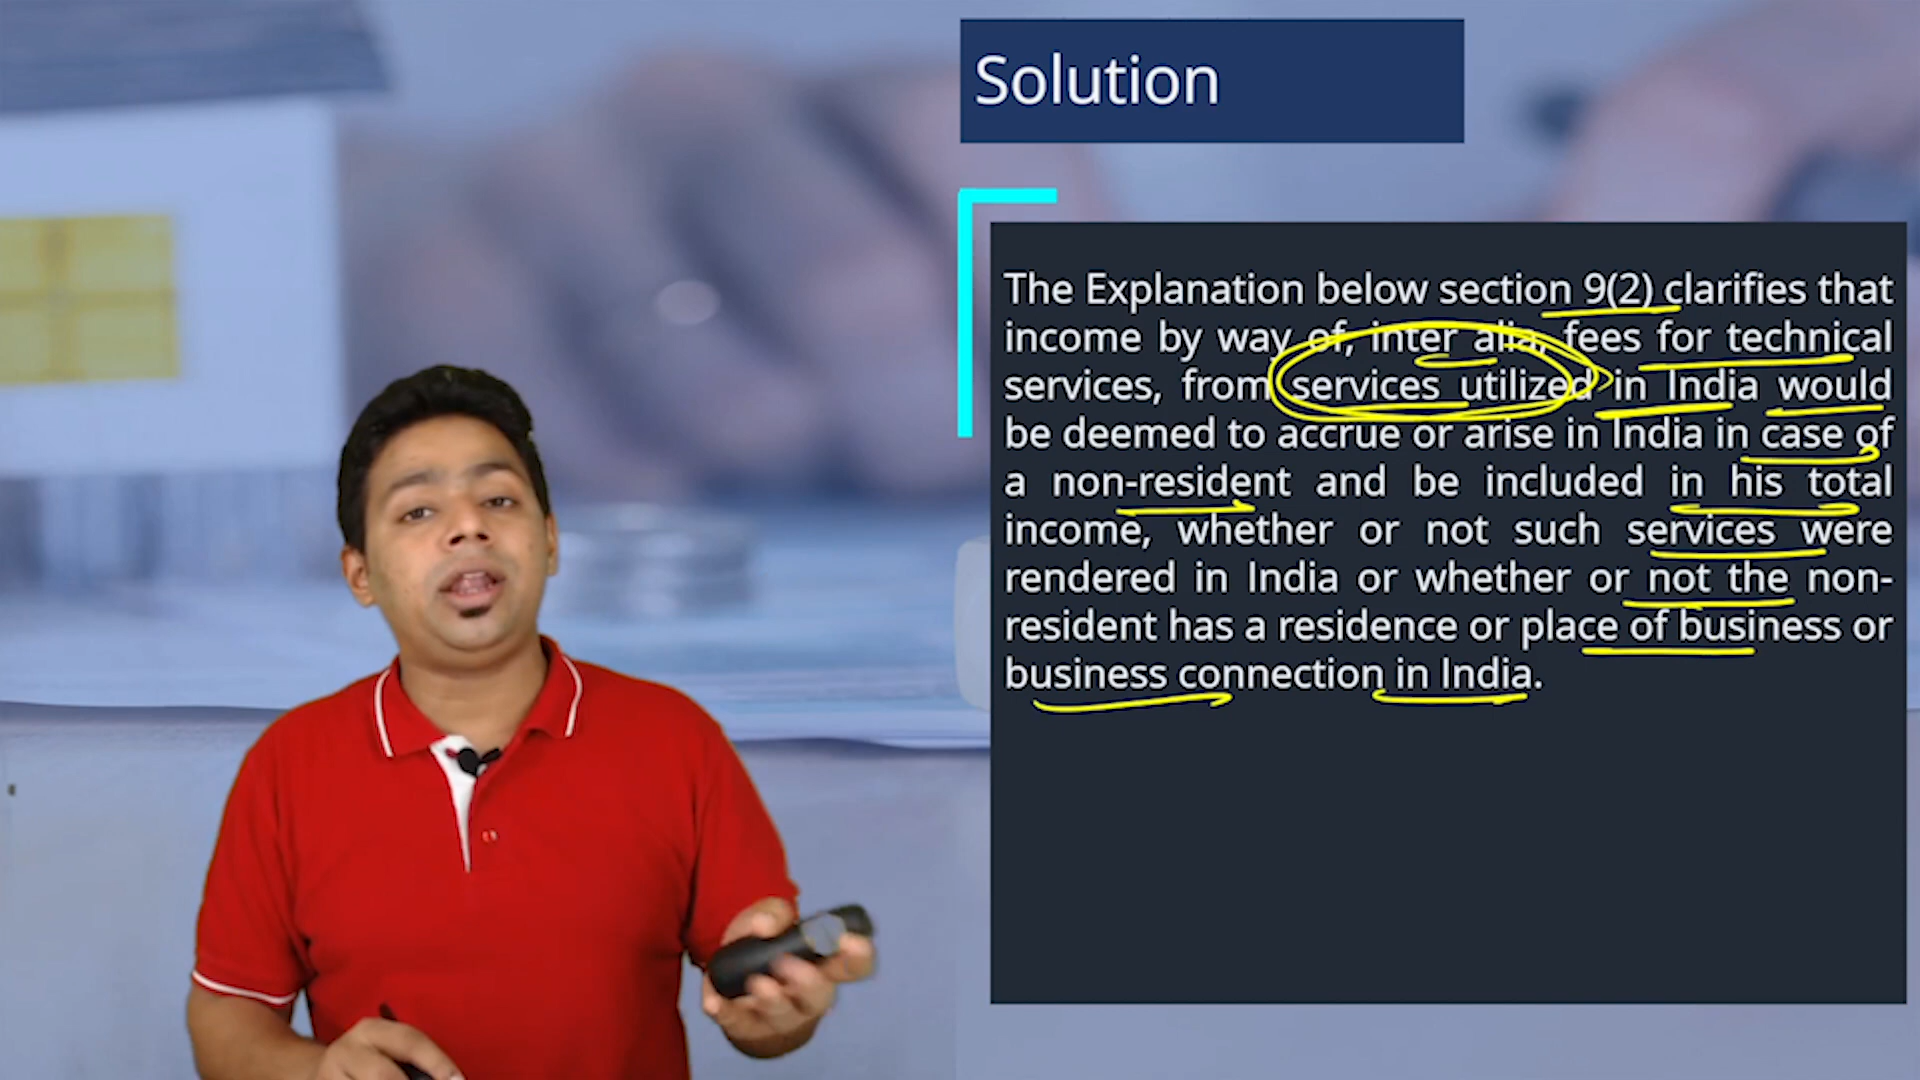 Solution
The Explanation below section 9(2) clarifies that
income by way of, inter alia, fees for technical
services, from services utilized in India would
be deemed to accrue or arise in India in case of
a non-resident and be included in his total
income, whether or not such services were
rendered in India or whether or not the non-
resident has a residence or place of business or
business connection in India.